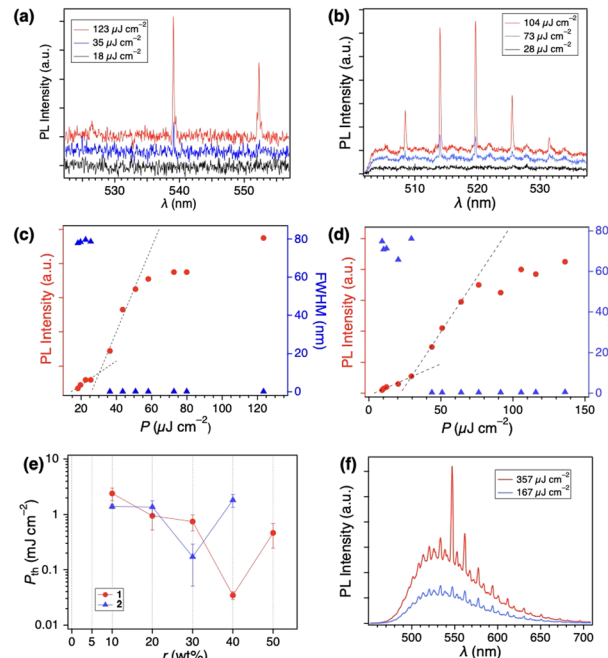 (a)
123 μJ cm⁻²
35 μJ cm⁻²
18 μJ cm⁻²
PL Intensity (a.u.)
530 540 550
λ (nm)
(b)
104 μJ cm⁻²
73 μJ cm⁻²
28 μJ cm⁻²
PL Intensity (a.u.)
510 520 530
λ (nm)
(c)
PL Intensity (a.u.)
80
60
40
20
0
FWHM (nm)
20 40 60 80 100 120
P (μJ cm⁻²)
(d)
PL Intensity (a.u.)
80
60
40
20
0
0 50 100 150
P (μJ cm⁻²)
(e)
P_th (mJ cm⁻²)
10
1
0.1
0.01
1
2
0 5 10 20 30 40 50
r (wt%)
(f)
357 μJ cm⁻²
167 μJ cm⁻²
PL Intensity (a.u.)
500 550 600 650 700
λ (nm)